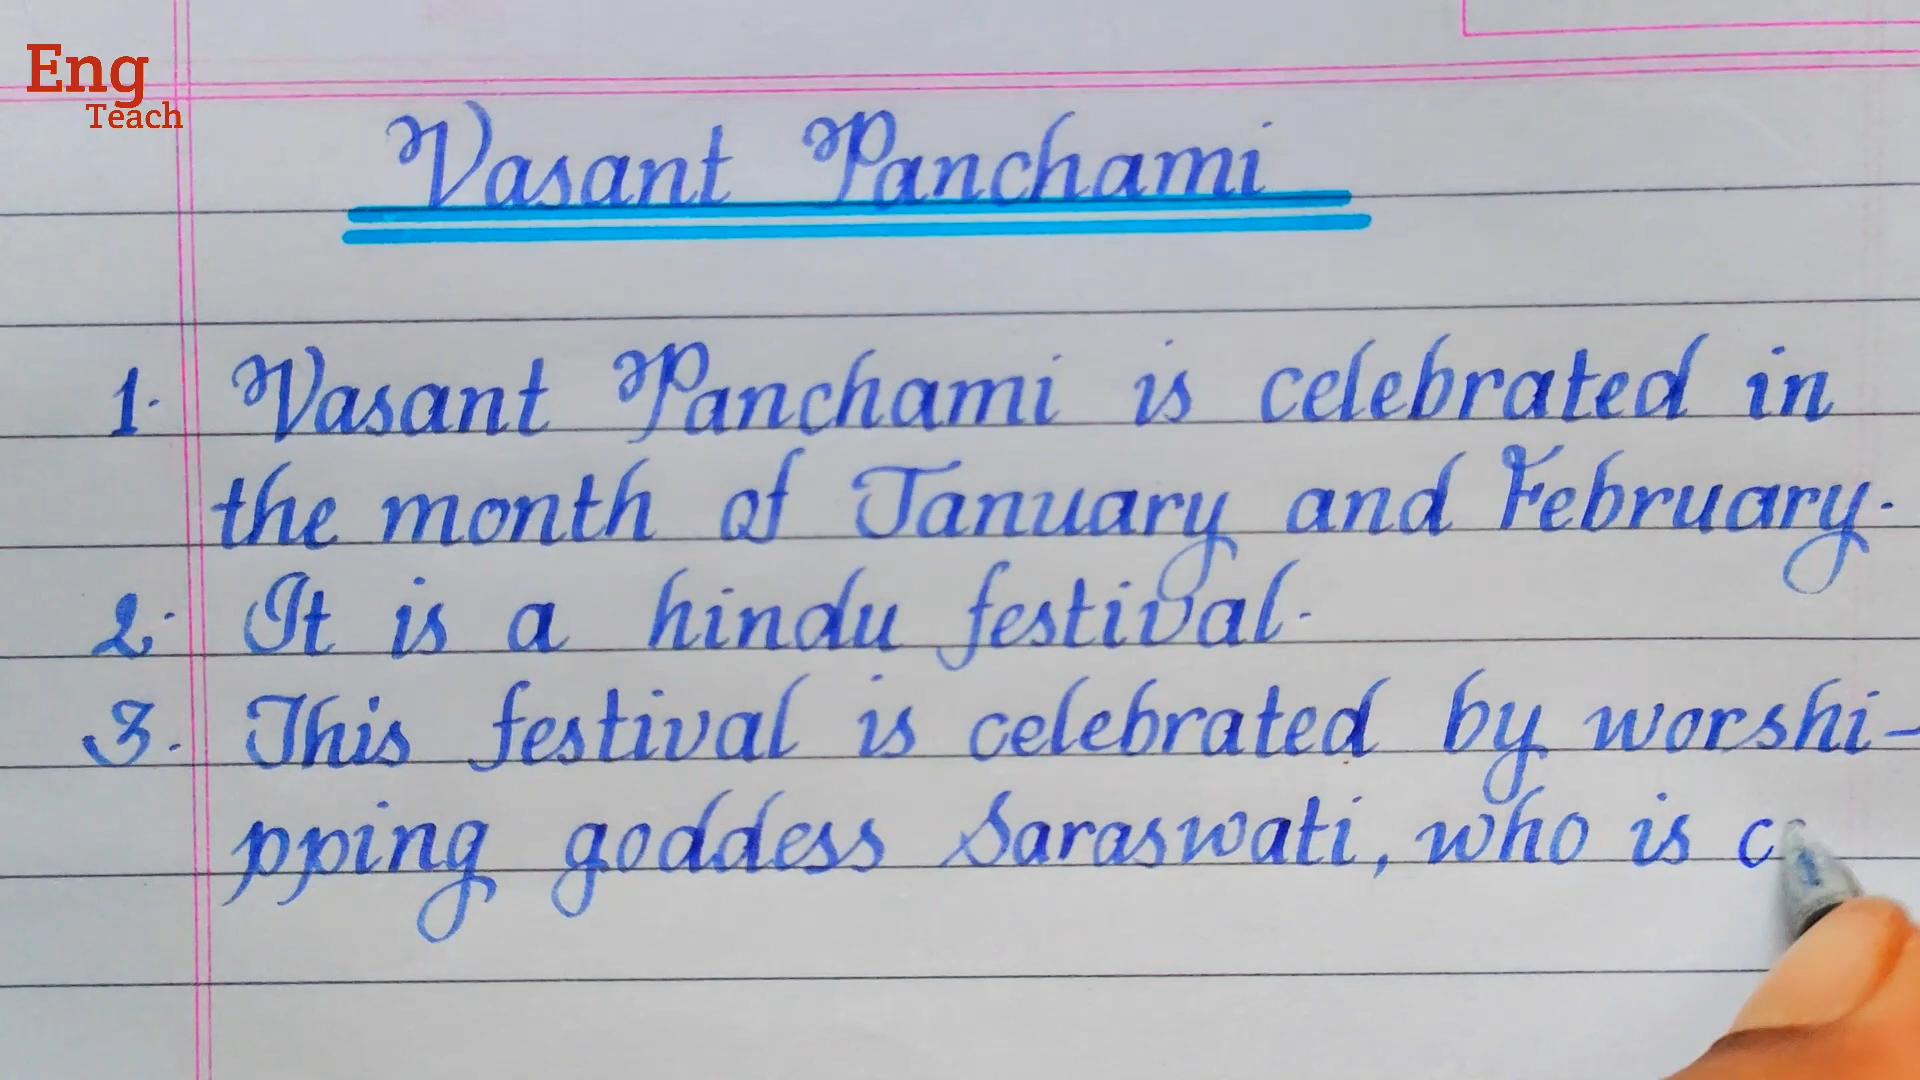 Eng
Teach
Vasant Panchami
1. Vasant Panchami is celebrated in
the month of January and February.
2. It is a hindu festival.
3. This festival is celebrated by worshi-
pping goddess Saraswati, who is